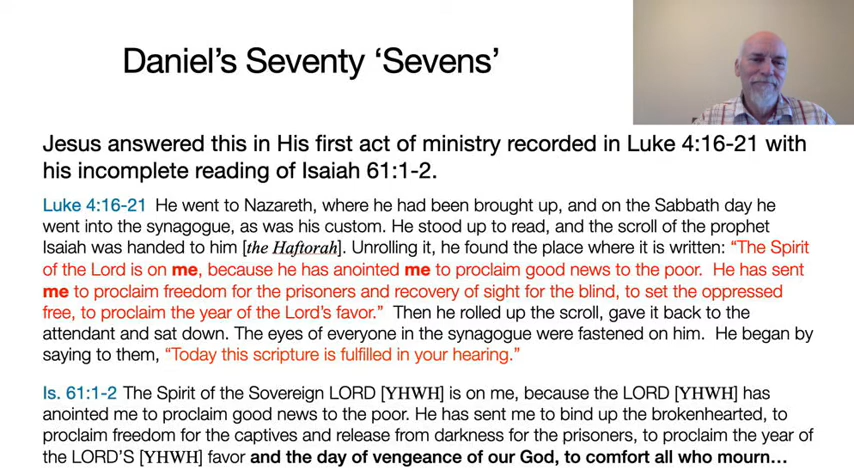 Daniel's Seventy 'Sevens'
Jesus answered this in His first act of ministry recorded in Luke 4:16-21 with
his incomplete reading of Isaiah 61:1-2.
Luke 4:16-21 He went to Nazareth, where he had been brought up, and on the Sabbath day he
went into the synagogue, as was his custom. He stood up to read, and the scroll of the prophet
Isaiah was handed to him [the Haftorah]. Unrolling it, he found the place where it is written: “The Spirit
of the Lord is on me, because he has anointed me to proclaim good news to the poor. He has sent
me to proclaim freedom for the prisoners and recovery of sight for the blind, to set the oppressed
free, to proclaim the year of the Lord's favor.” Then he rolled up the scroll, gave it back to the
attendant and sat down. The eyes of everyone in the synagogue were fastened on him. He began by
saying to them, “Today this scripture is fulfilled in your hearing.”
Is. 61:1-2 The Spirit of the Sovereign LORD [YHWH] is on me, because the LORD [YHWH] has
anointed me to proclaim good news to the poor. He has sent me to bind up the brokenhearted, to
proclaim freedom for the captives and release from darkness for the prisoners, to proclaim the year of
the LORD'S [YHWH] favor and the day of vengeance of our God, to comfort all who mourn…